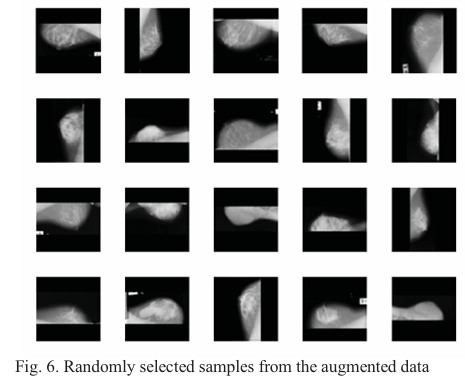 Fig. 6. Randomly selected samples from the augmented data